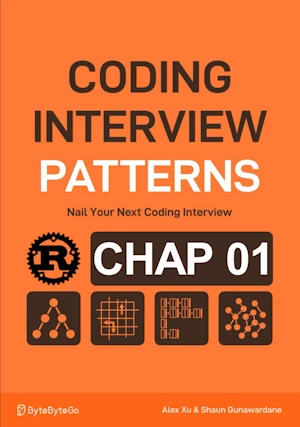 CODING
INTERVIEW
PATTERNS
Nail Your Next Coding Interview
R
CHAP 01
ByteByteGo
Alex Xu & Shaun Gunawardane